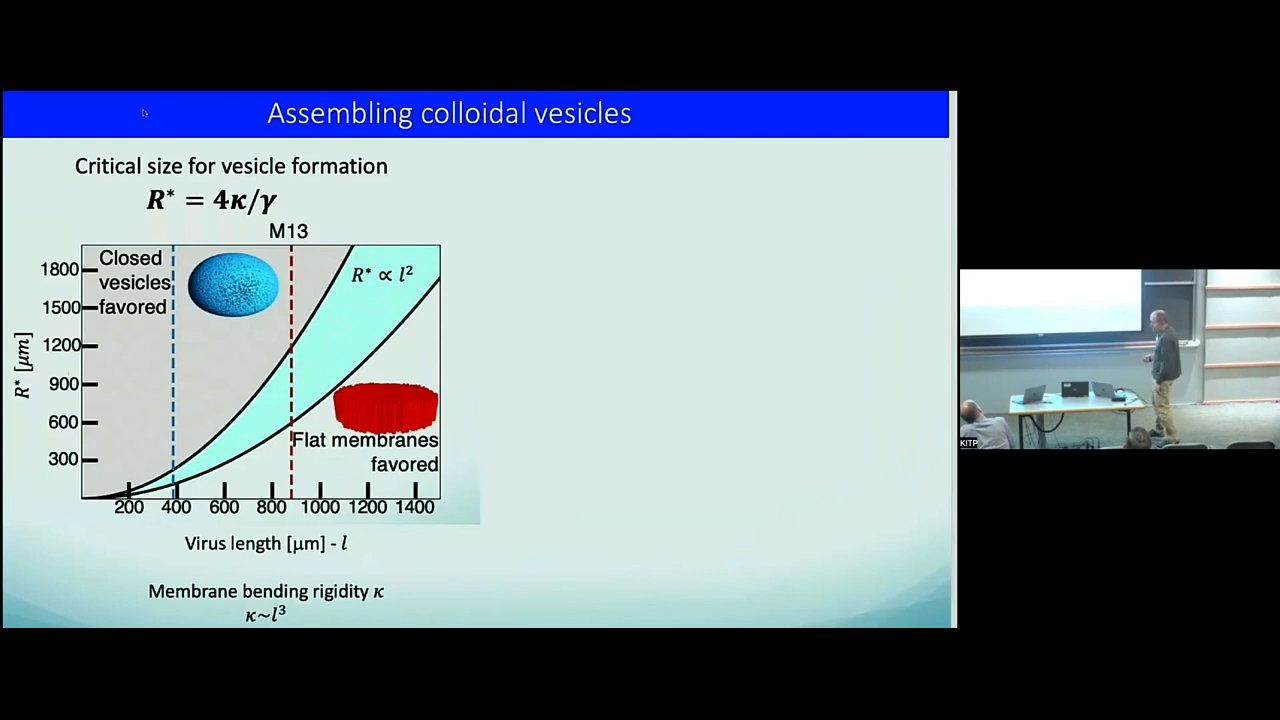 Assembling colloidal vesicles
Critical size for vesicle formation
R* = 4κ/γ
M13
Closed
vesicles
favored
R* ∝ l²
1800
1500
1200
900
600
300
R* [μm]
Flat membranes
favored
200 400 600 800 1000 1200 1400
Virus length [μm] - l
Membrane bending rigidity κ
κ~l³
KITP